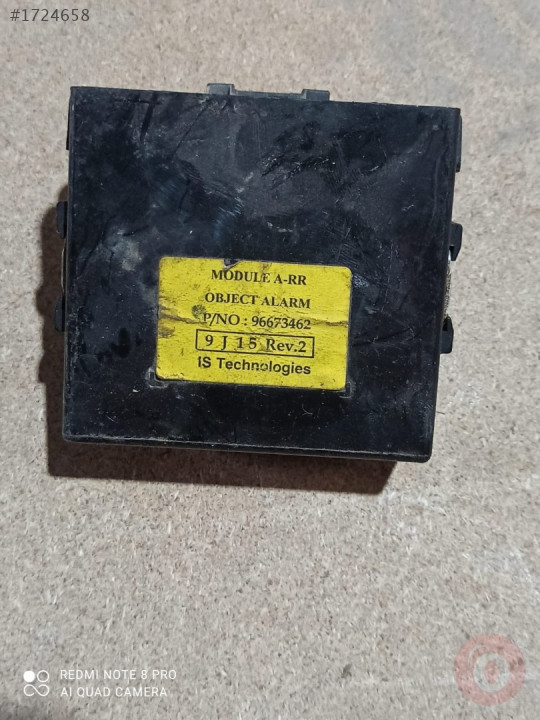 #1724658
MODULE A-RR
OBJECT ALARM
P/NO : 96673462
9 J 15 Rev.2
IS Technologies
REDMI NOTE 8 PRO
AI QUAD CAMERA